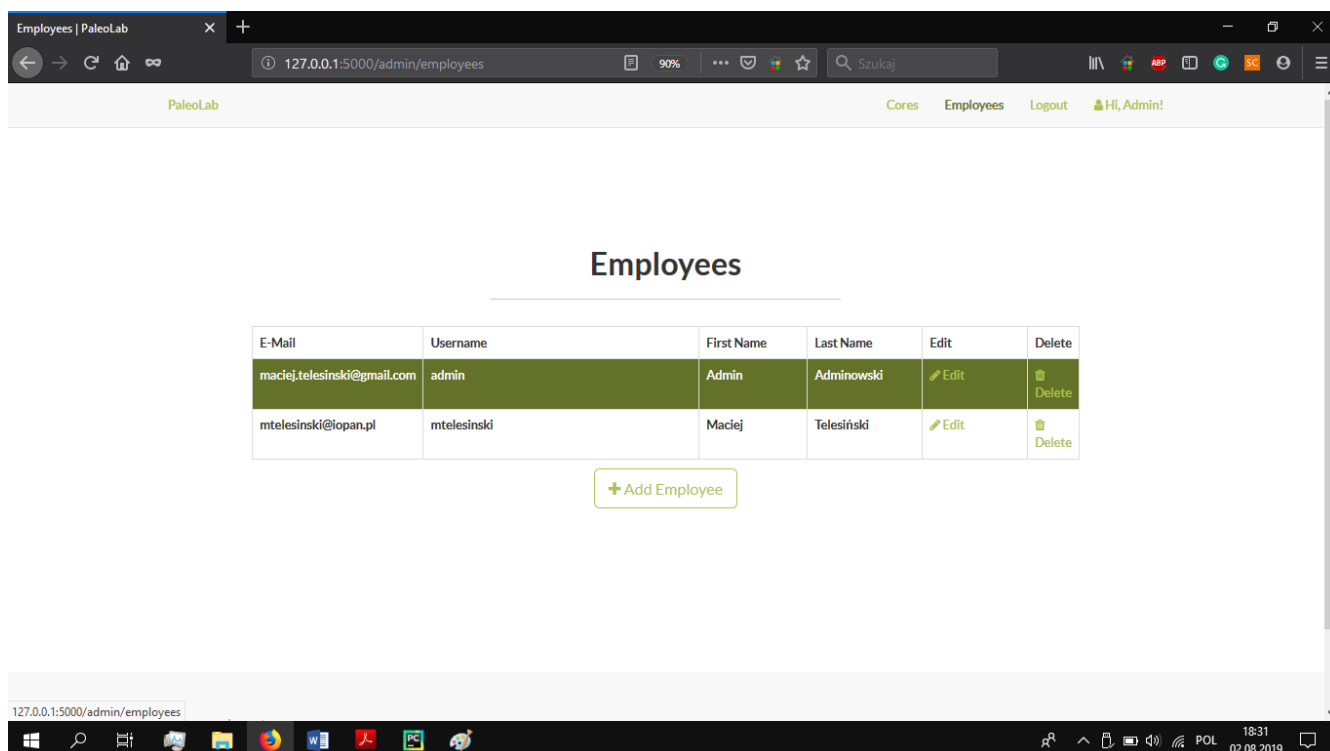 Employees | PaleoLab
127.0.0.1:5000/admin/employees 90% Szukaj ABP SC
PaleoLab Cores Employees Logout Hi, Admin!
Employees
E-Mail Username First Name Last Name Edit Delete
maciej.telesinski@gmail.com admin Admin Adminowski Edit Delete
mtelesinski@iopan.pl mtelesinski Maciej Telesiński Edit Delete
Add Employee
127.0.0.1:5000/admin/employees
POL 18:31
02.08.2019